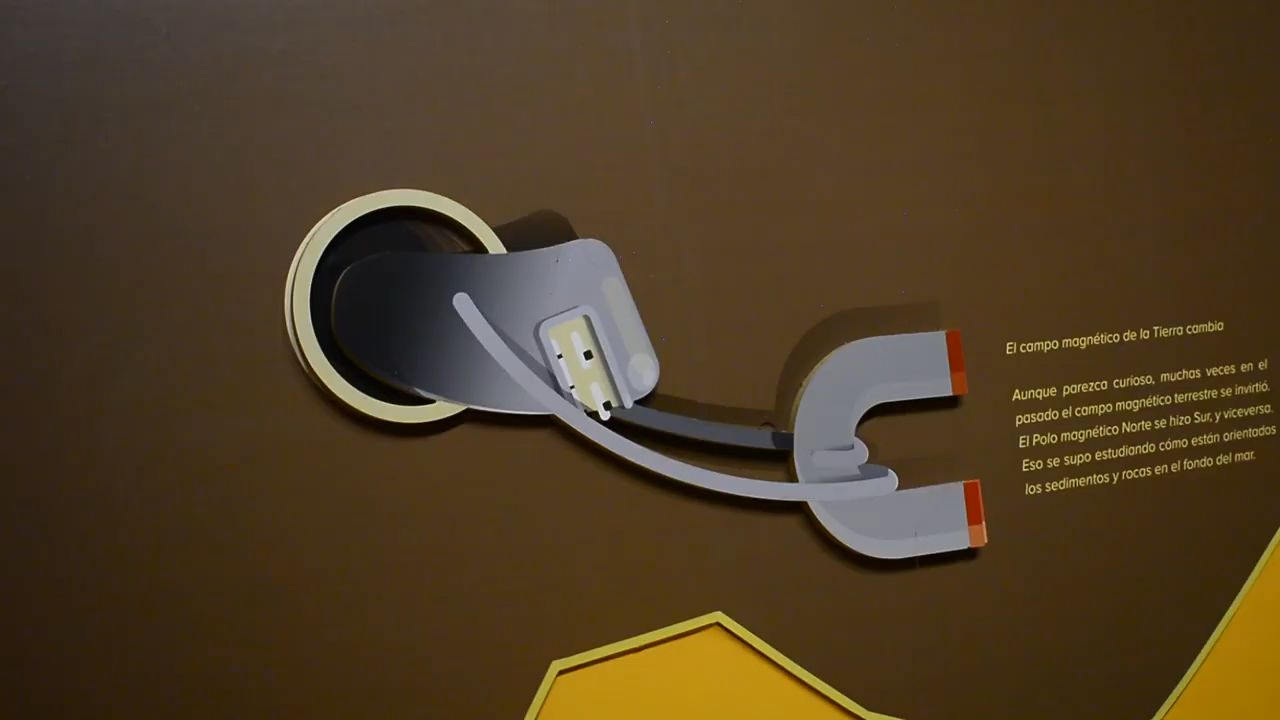 El campo magnético de la Tierra cambia
Aunque parezca curioso, muchas veces en el
pasado el campo magnético terrestre se invirtió.
El Polo magnético Norte se hizo Sur, y viceversa.
Eso se supo estudiando cómo están orientados
los sedimentos y rocas en el fondo del mar.